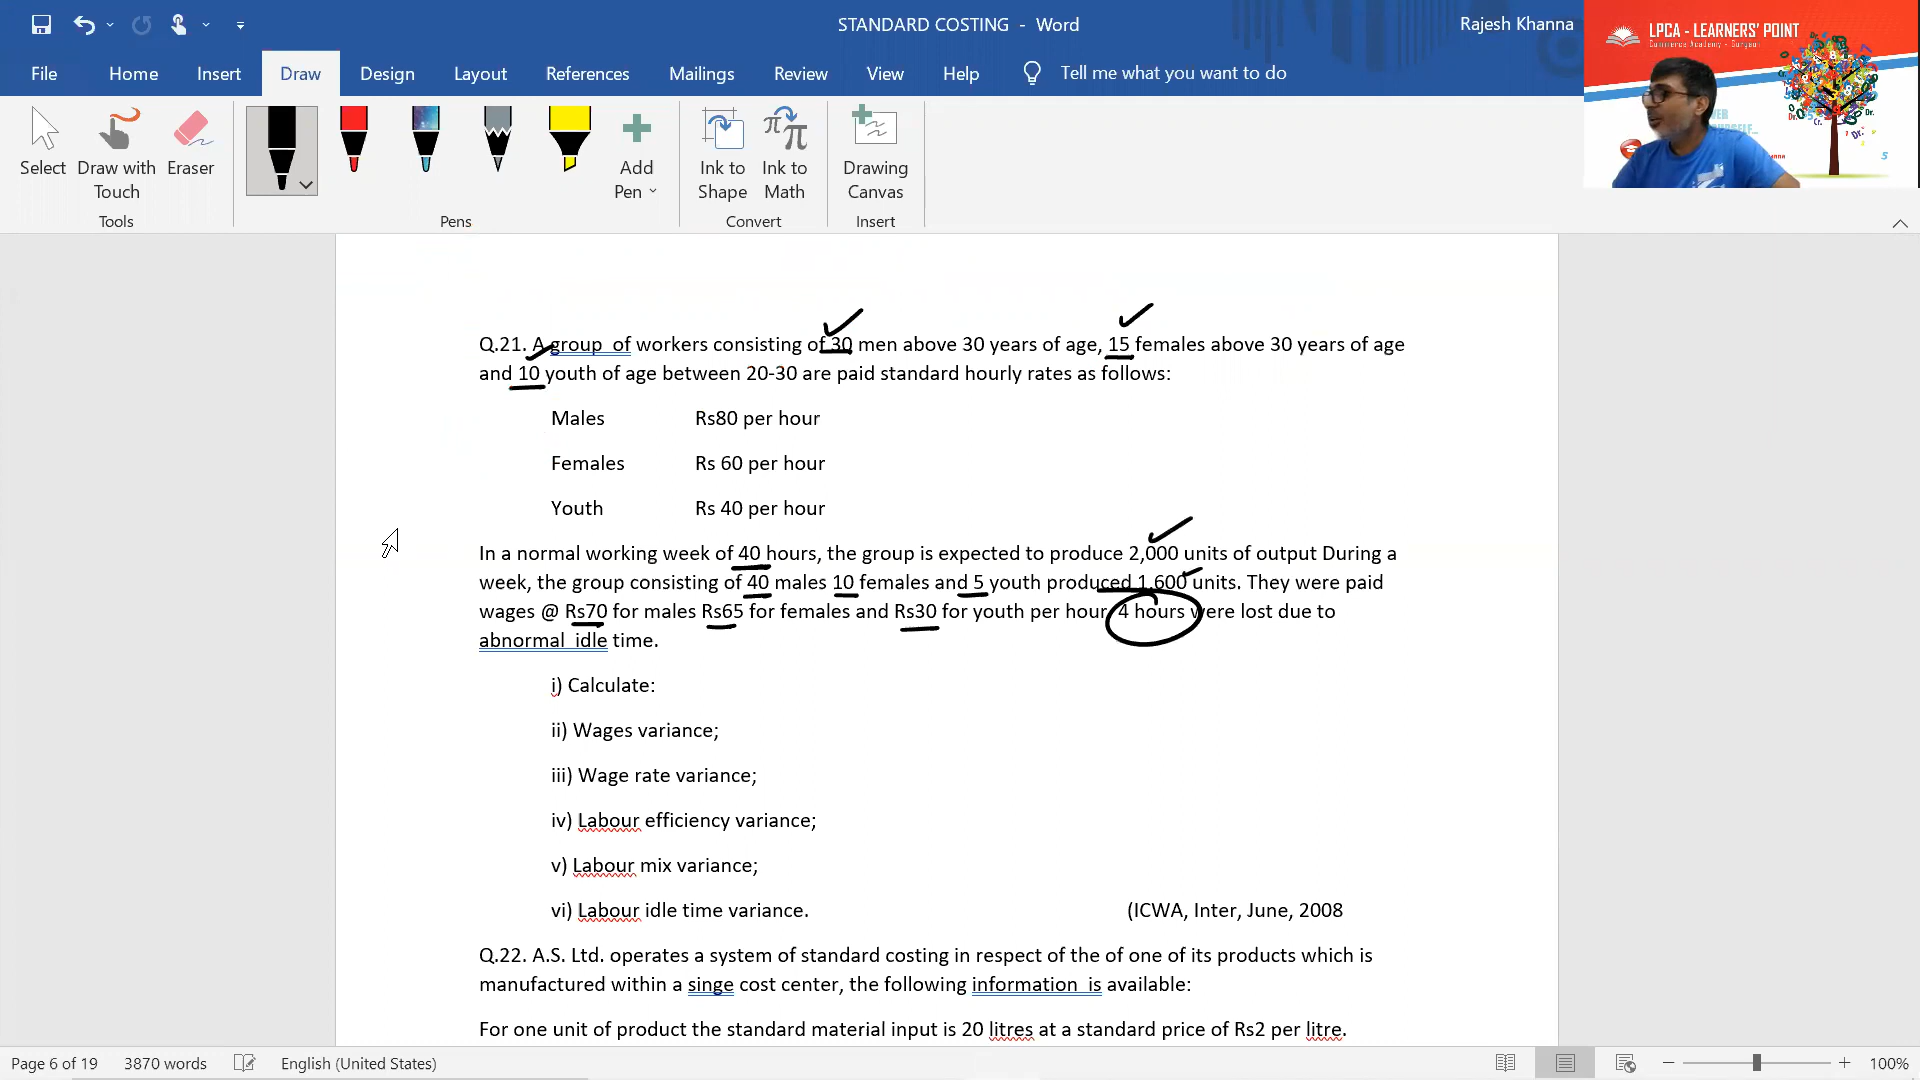 STANDARD COSTING - Word
Rajesh Khanna
LPCA - LEARNERS' POINT
Commerce Academy - Gurgaon
File Home Insert Draw Design Layout References Mailings Review View Help Tell me what you want to do
Select
Draw with Touch
Eraser
Add Pen
Ink to Shape
Ink to Math
Drawing Canvas
Tools
Pens
Convert
Insert
Q.21. A group of workers consisting of 30 men above 30 years of age, 15 females above 30 years of age
and 10 youth of age between 20-30 are paid standard hourly rates as follows:
Males Rs80 per hour
Females Rs 60 per hour
Youth Rs 40 per hour
In a normal working week of 40 hours, the group is expected to produce 2,000 units of output During a
week, the group consisting of 40 males 10 females and 5 youth produced 1,600 units. They were paid
wages @ Rs70 for males Rs65 for females and Rs30 for youth per hour 4 hours were lost due to
abnormal idle time.
i) Calculate:
ii) Wages variance;
iii) Wage rate variance;
iv) Labour efficiency variance;
v) Labour mix variance;
vi) Labour idle time variance. (ICWA, Inter, June, 2008
Q.22. A.S. Ltd. operates a system of standard costing in respect of the of one of its products which is
manufactured within a singe cost center, the following information is available:
For one unit of product the standard material input is 20 litres at a standard price of Rs2 per litre.
Page 6 of 19 3870 words English (United States) 100%